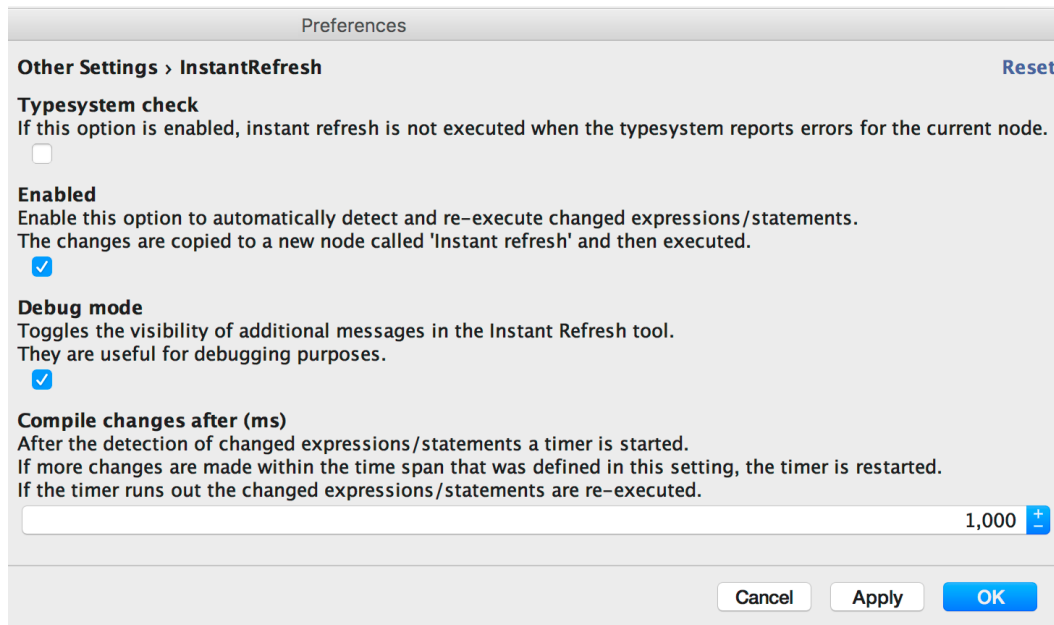 Preferences
Other Settings › InstantRefresh Reset
Typesystem check
If this option is enabled, instant refresh is not executed when the typesystem reports errors for the current node.
Enabled
Enable this option to automatically detect and re-execute changed expressions/statements.
The changes are copied to a new node called 'Instant refresh' and then executed.
Debug mode
Toggles the visibility of additional messages in the Instant Refresh tool.
They are useful for debugging purposes.
Compile changes after (ms)
After the detection of changed expressions/statements a timer is started.
If more changes are made within the time span that was defined in this setting, the timer is restarted.
If the timer runs out the changed expressions/statements are re-executed.
1,000
Cancel Apply OK